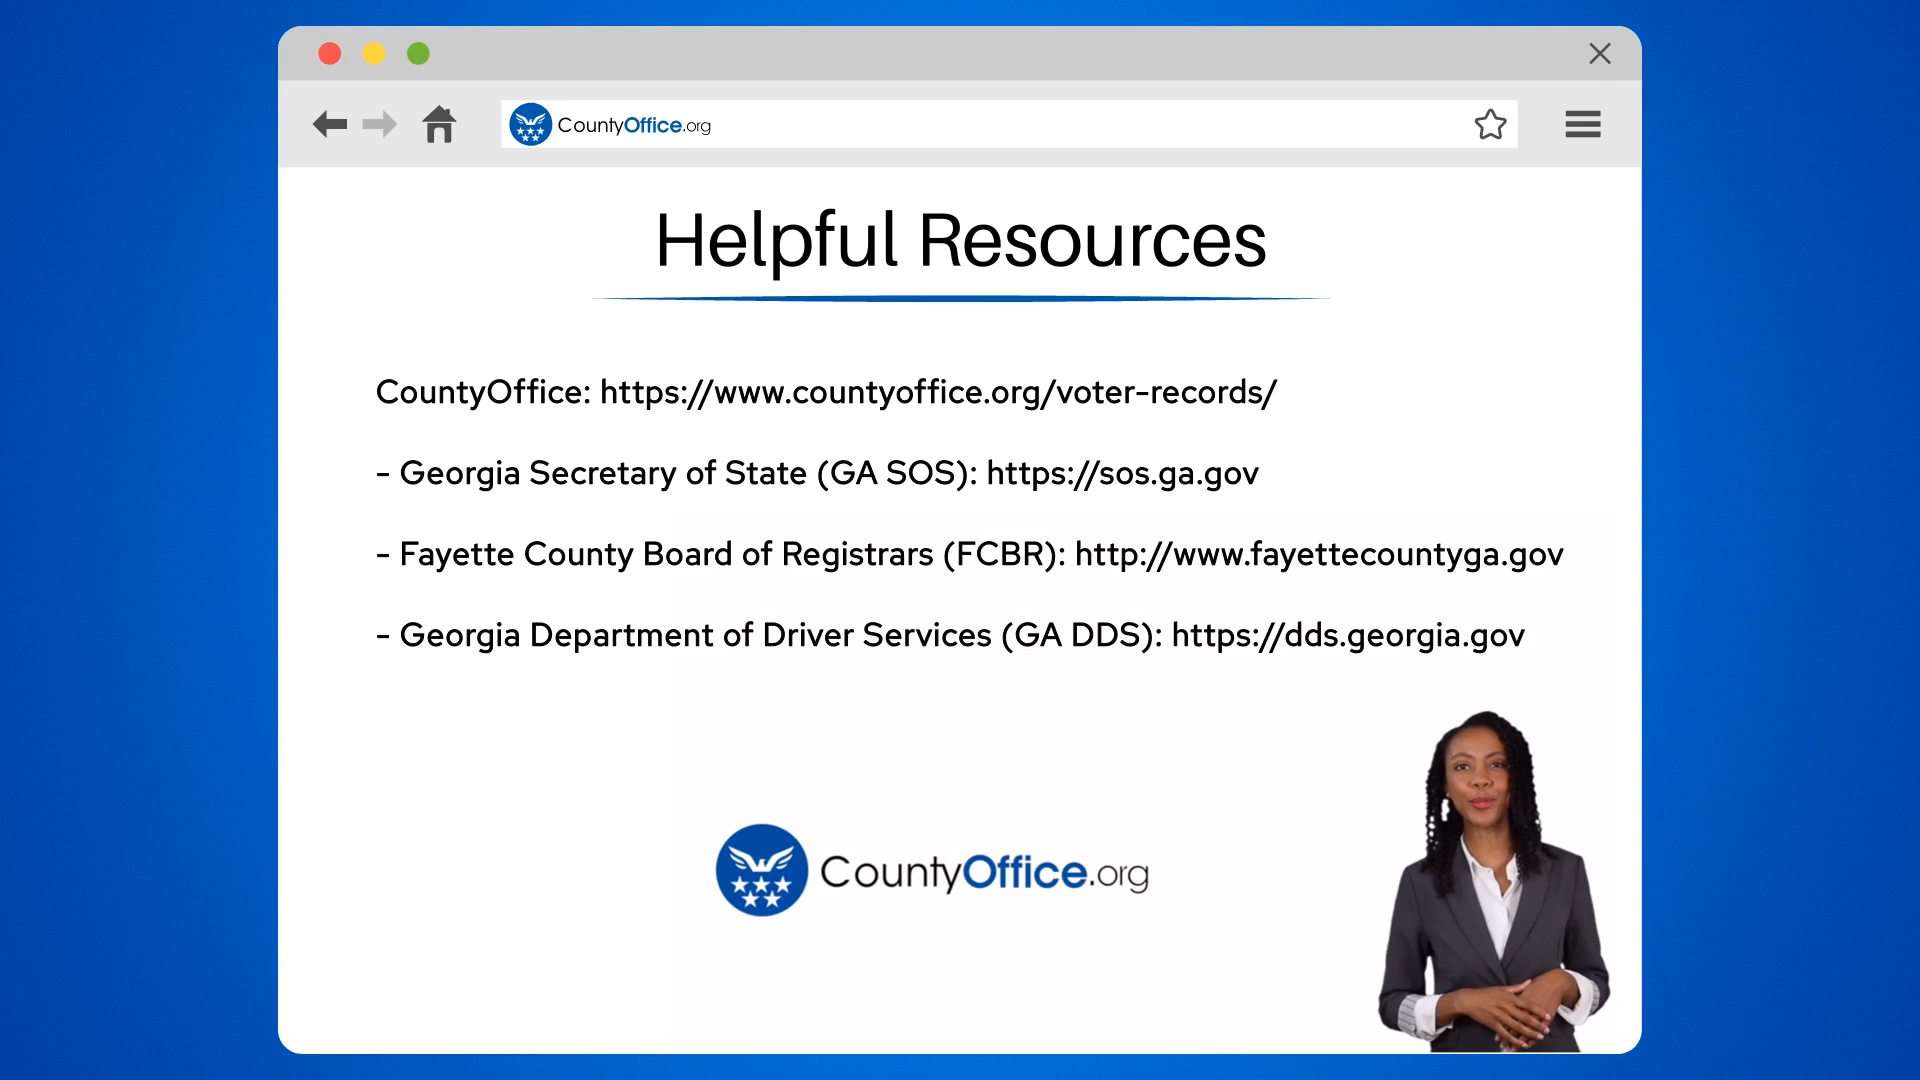 CountyOffice.org
Helpful Resources
CountyOffice: https://www.countyoffice.org/voter-records/
- Georgia Secretary of State (GA SOS): https://sos.ga.gov
- Fayette County Board of Registrars (FCBR): http://www.fayettecountyga.gov
- Georgia Department of Driver Services (GA DDS): https://dds.georgia.gov
CountyOffice.org